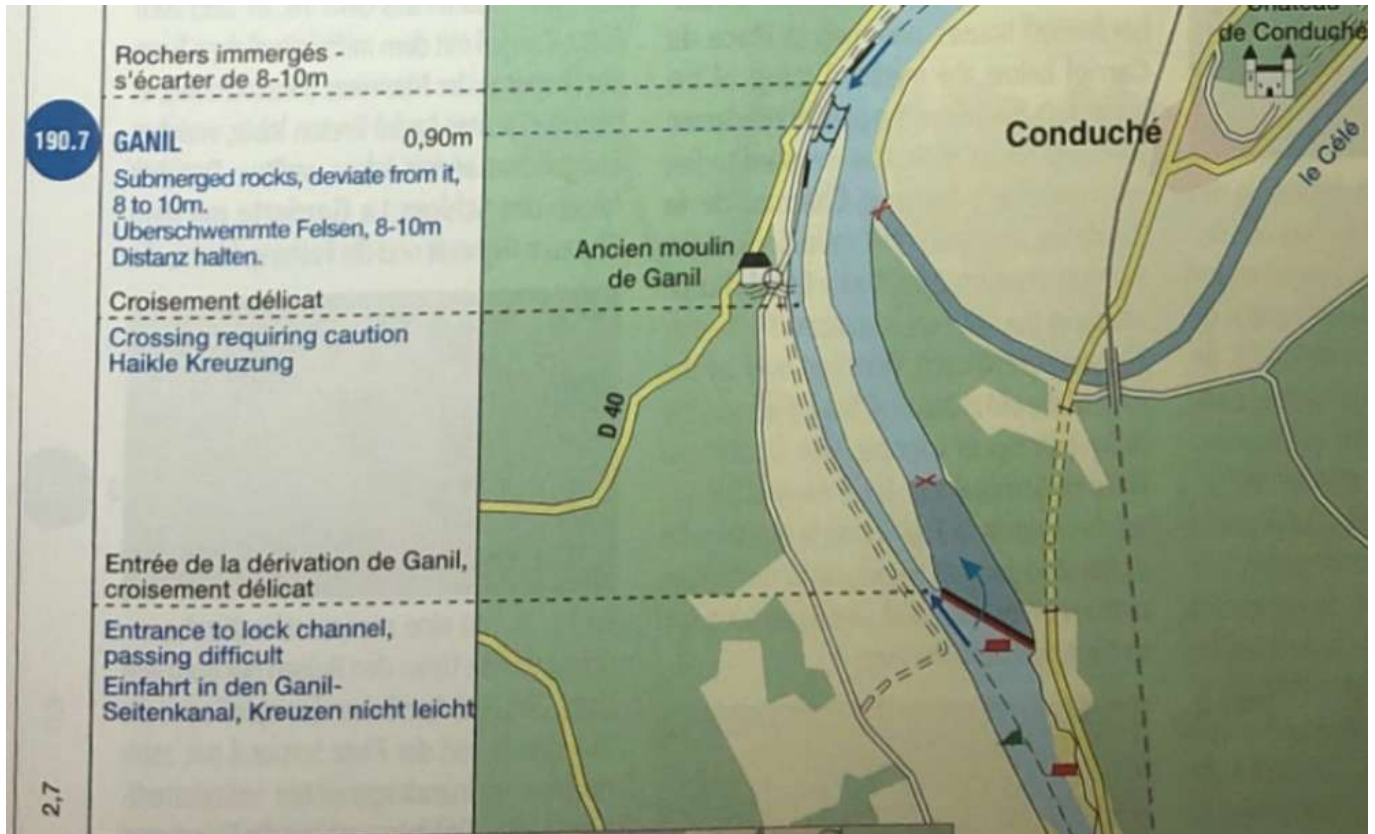 Rochers immergés -
s'écarter de 8-10m
190.7 GANIL 0,90m
Submerged rocks, deviate from it,
8 to 10m.
Überschwemmte Felsen, 8-10m
Distanz halten.
Croisement délicat
Crossing requiring caution
Haikle Kreuzung
Entrée de la dérivation de Ganil,
croisement délicat
Entrance to lock channel,
passing difficult
Einfahrt in den Ganil-
Seitenkanal, Kreuzen nicht leicht
2,7
Château
de Conduché
Conduché
le Célé
Ancien moulin
de Ganil
D 40